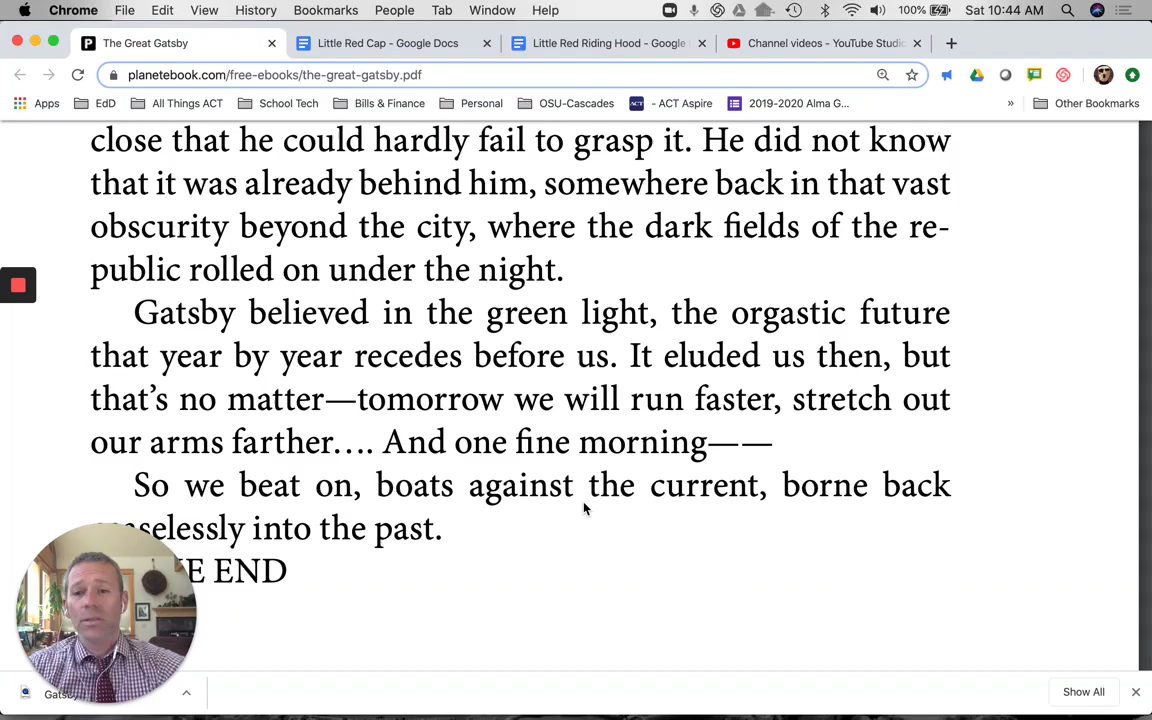 Chrome File Edit View History Bookmarks People Tab Window Help 100% Sat 10:44 AM
The Great Gatsby Little Red Cap - Google Docs Little Red Riding Hood - Google Channel videos - YouTube Studio
planetebook.com/free-ebooks/the-great-gatsby.pdf
Apps EdD All Things ACT School Tech Bills & Finance Personal OSU-Cascades - ACT Aspire 2019-2020 Alma G... » Other Bookmarks
close that he could hardly fail to grasp it. He did not know
that it was already behind him, somewhere back in that vast
obscurity beyond the city, where the dark fields of the re-
public rolled on under the night.
Gatsby believed in the green light, the orgastic future
that year by year recedes before us. It eluded us then, but
that's no matter—tomorrow we will run faster, stretch out
our arms farther…. And one fine morning——
So we beat on, boats against the current, borne back
aselessly into the past.
E END
Gatsb
Show All